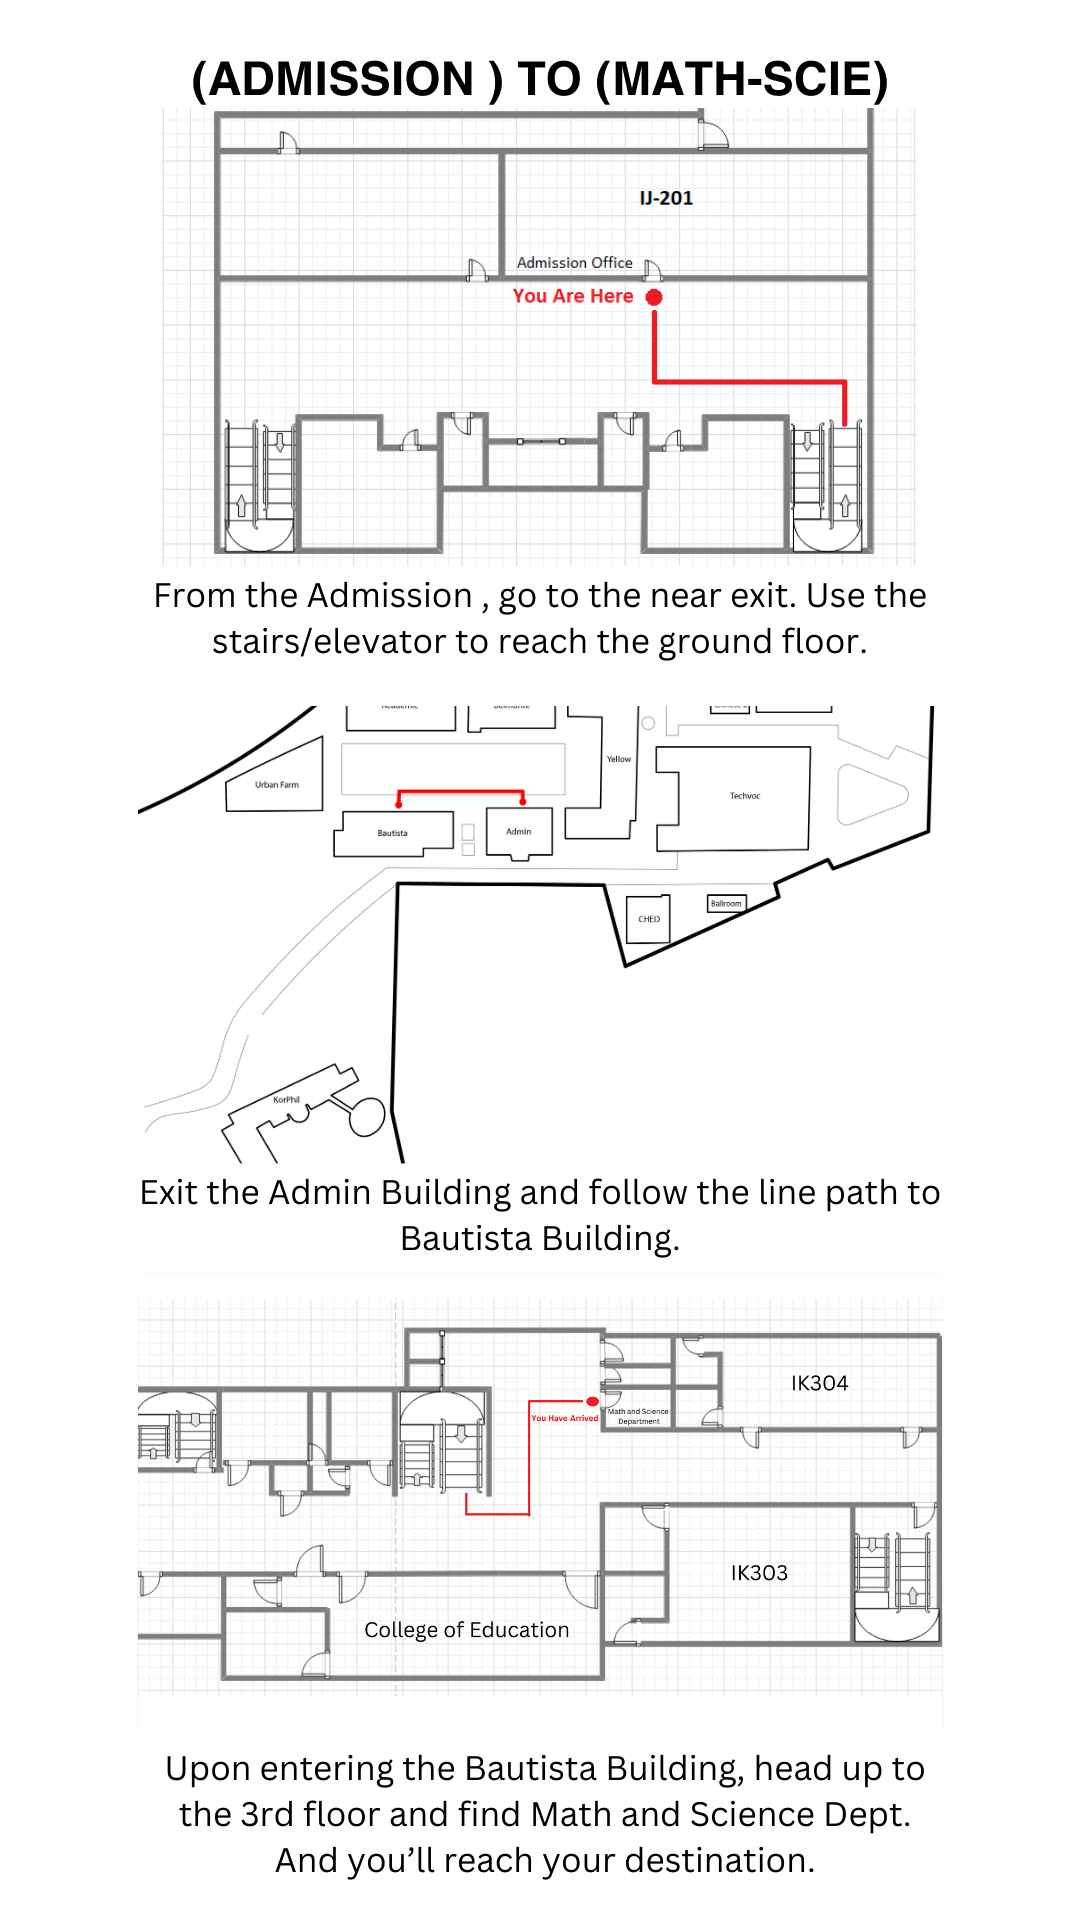 (ADMISSION ) TO (MATH-SCIE)
IJ-201
Admission Office
You Are Here
From the Admission , go to the near exit. Use the
stairs/elevator to reach the ground floor.
Academic
Belmonte
Yellow
Urban Farm
Techvoc
Bautista
Admin
CHED
Ballroom
KorPhil
Exit the Admin Building and follow the line path to
Bautista Building.
IK304
Math and Science
Department
You Have Arrived
IK303
College of Education
Upon entering the Bautista Building, head up to
the 3rd floor and find Math and Science Dept.
And you’ll reach your destination.